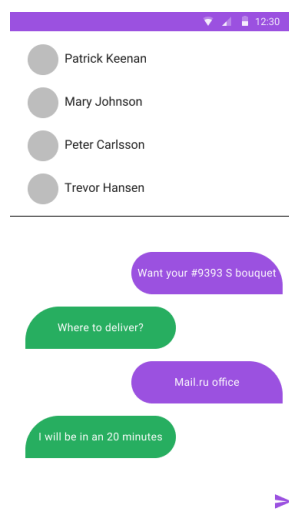 12:30
Patrick Keenan
Mary Johnson
Peter Carlsson
Trevor Hansen
Want your #9393 S bouquet
Where to deliver?
Mail.ru office
I will be in an 20 minutes